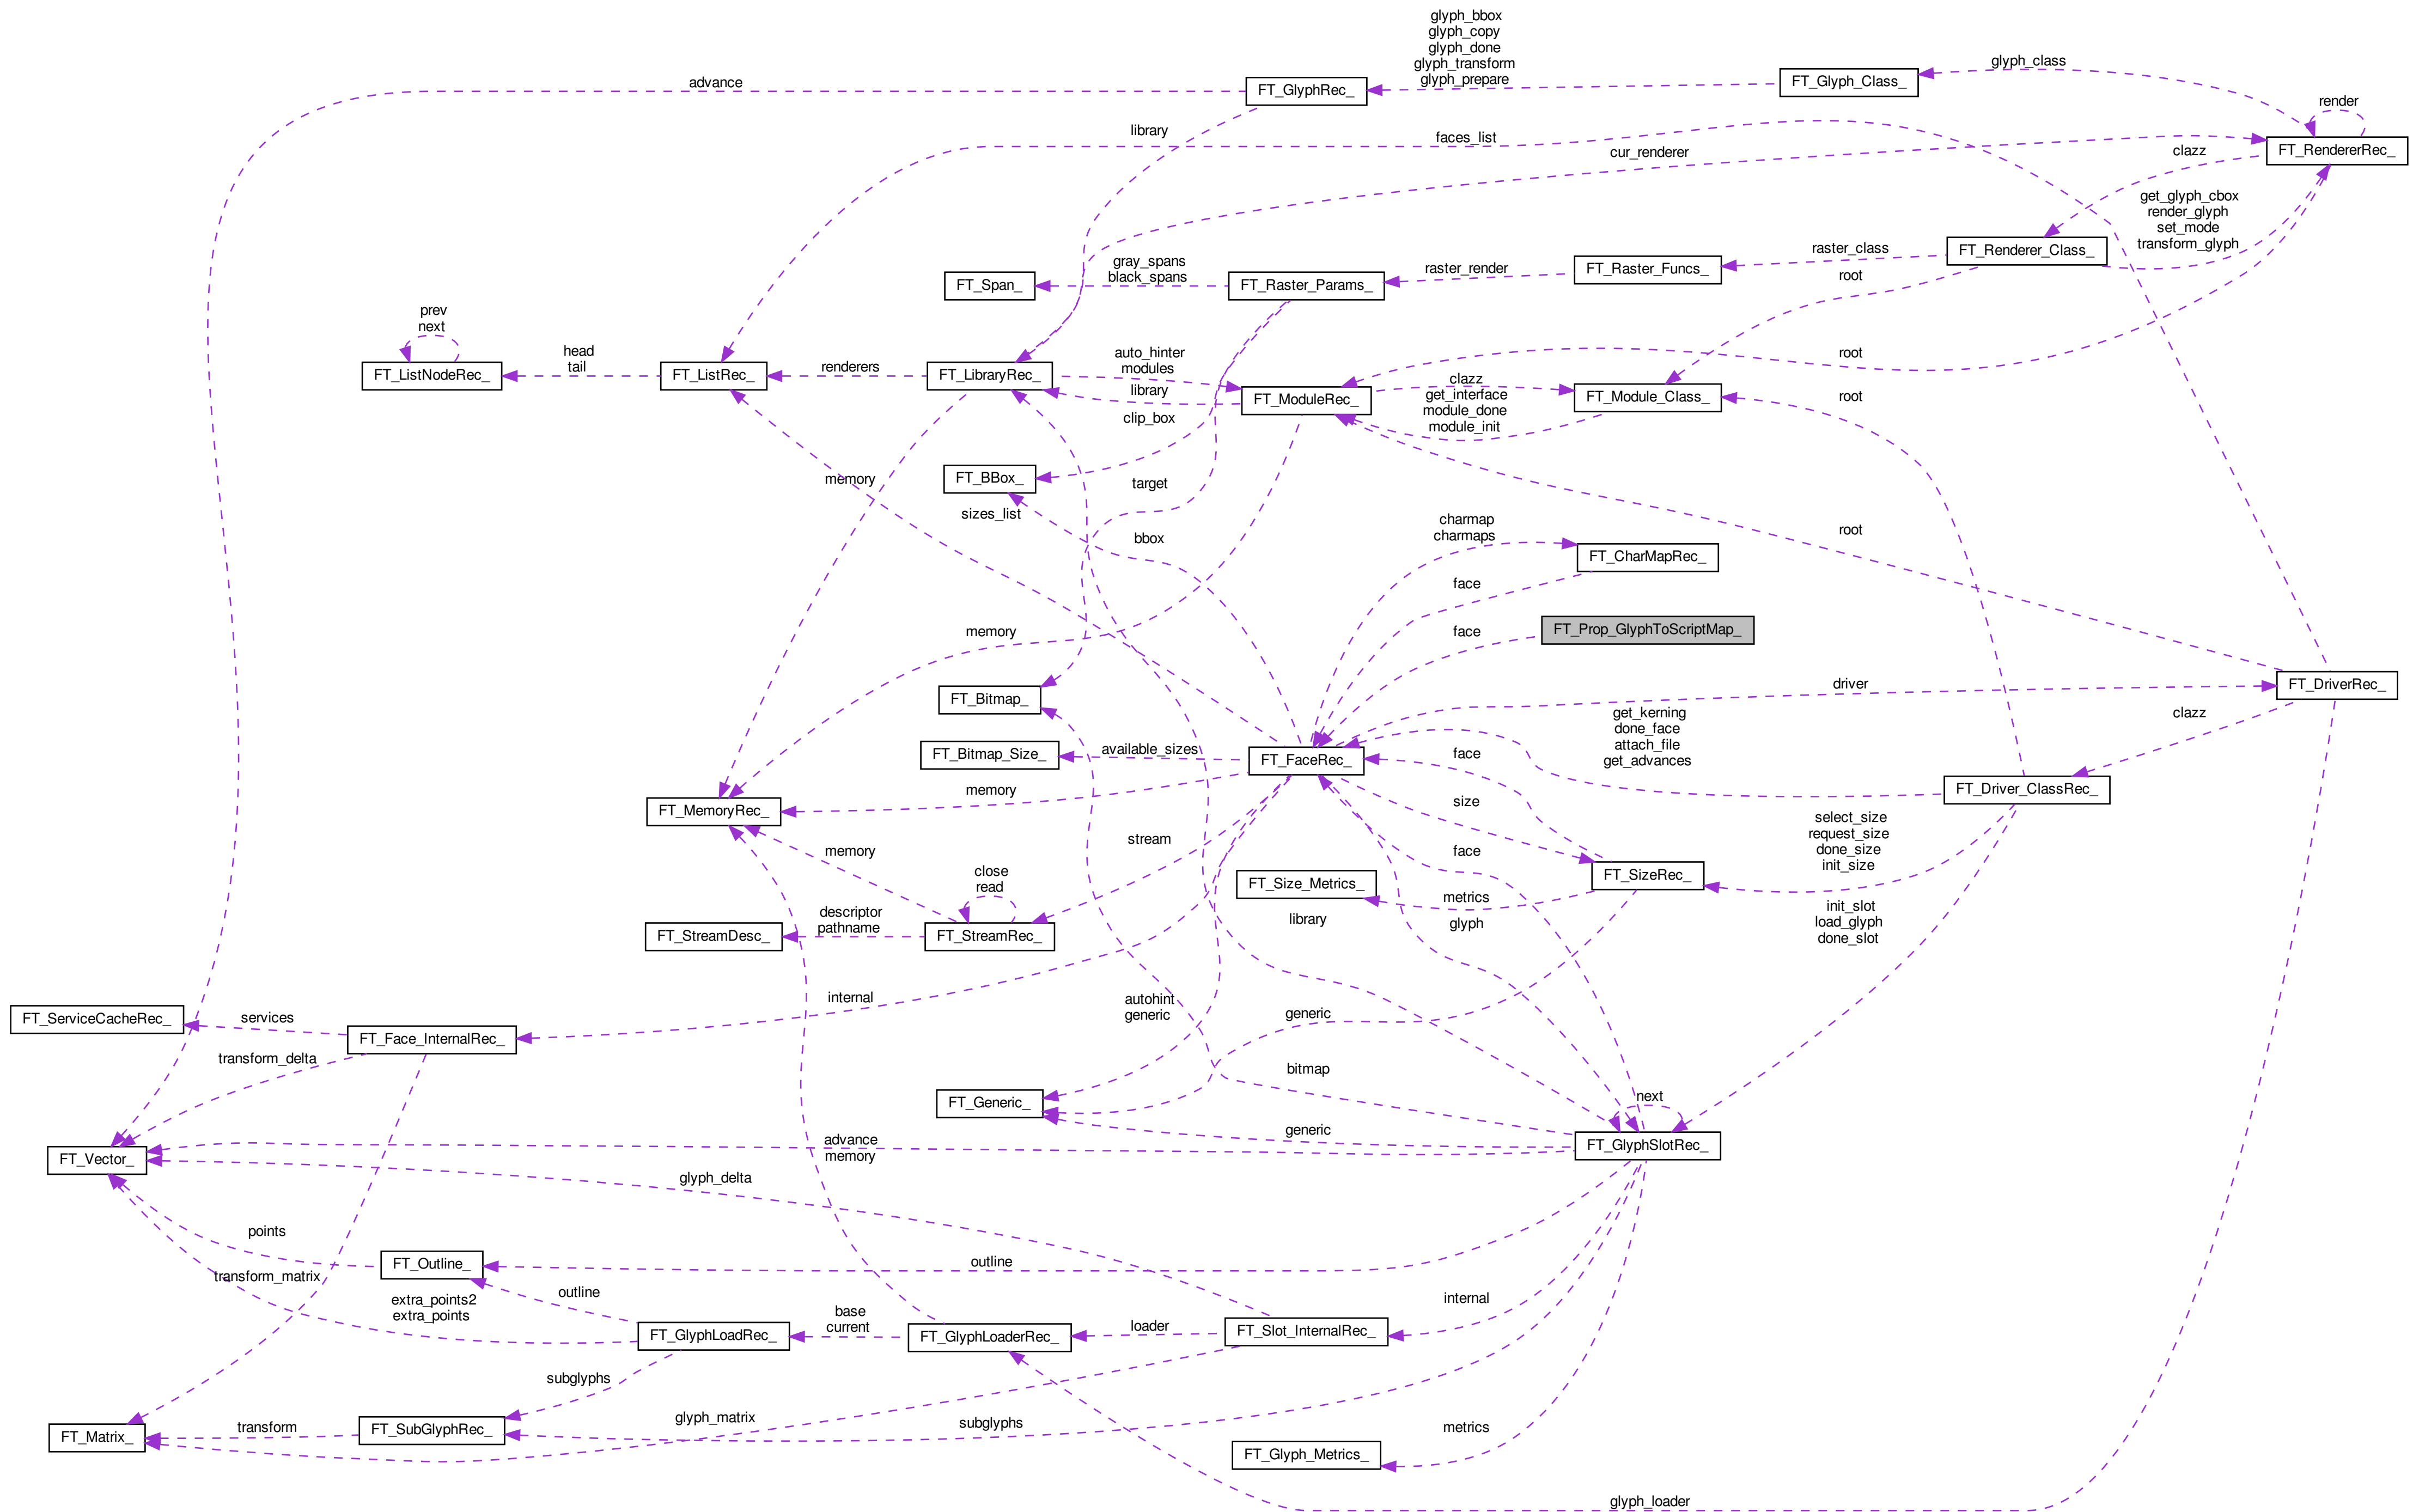 glyph_bbox
glyph_copy
glyph_done
glyph_transform
glyph_prepare
glyph_class
advance
FT_GlyphRec_
FT_Glyph_Class_
render
library
faces_list
cur_renderer
clazz
FT_RendererRec_
get_glyph_cbox
render_glyph
set_mode
transform_glyph
FT_Renderer_Class_
raster_class
gray_spans
black_spans
raster_render
FT_Raster_Funcs_
root
FT_Span_
FT_Raster_Params_
prev
next
head
tail
auto_hinter
modules
root
FT_ListNodeRec_
FT_ListRec_
renderers
FT_LibraryRec_
library
FT_ModuleRec_
clazz
get_interface
module_done
module_init
FT_Module_Class_
root
clip_box
memory
FT_BBox_
target
sizes_list
bbox
charmap
charmaps
root
FT_CharMapRec_
face
memory
face
FT_Prop_GlyphToScriptMap_
FT_Bitmap_
driver
FT_DriverRec_
get_kerning
done_face
attach_file
get_advances
clazz
FT_Bitmap_Size_
available_sizes
FT_FaceRec_
face
memory
size
FT_Driver_ClassRec_
FT_MemoryRec_
select_size
request_size
done_size
init_size
memory
stream
face
close
read
FT_Size_Metrics_
FT_SizeRec_
metrics
descriptor
pathname
library
glyph
init_slot
load_glyph
done_slot
FT_StreamDesc_
FT_StreamRec_
internal
autohint
generic
generic
FT_ServiceCacheRec_
services
FT_Face_InternalRec_
transform_delta
bitmap
FT_Generic_
next
generic
FT_GlyphSlotRec_
advance
memory
FT_Vector_
glyph_delta
points
FT_Outline_
outline
transform_matrix
outline
extra_points2
extra_points
internal
base
current
loader
FT_GlyphLoadRec_
FT_GlyphLoaderRec_
FT_Slot_InternalRec_
subglyphs
glyph_matrix
subglyphs
metrics
FT_Matrix_
transform
FT_SubGlyphRec_
FT_Glyph_Metrics_
glyph_loader